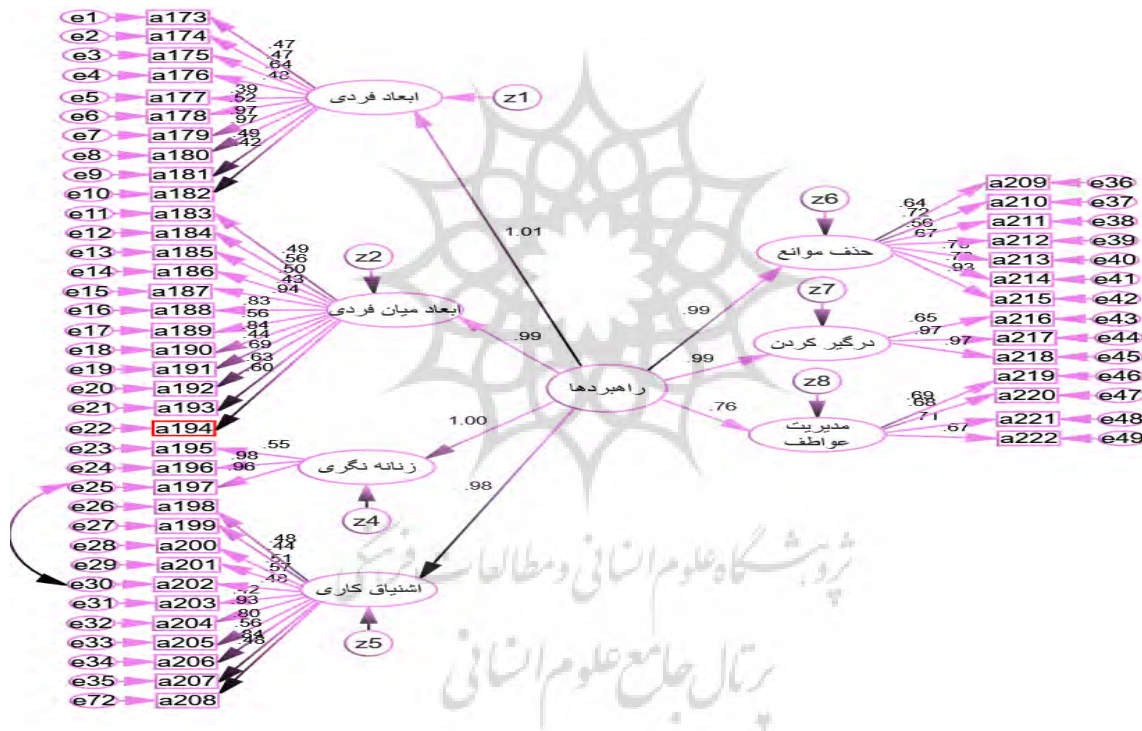 e1 a173
e2 a174
e3 a175
e4 a176
e5 a177
e6 a178
e7 a179
e8 a180
e9 a181
e10 a182
.47
.47
.64
.39
.52
.97
.97
.49
.42
ابعاد فردی
z1
1.01
e11 a183
e12 a184
e13 a185
e14 a186
e15 a187
e16 a188
e17 a189
e18 a190
e19 a191
e20 a192
e21 a193
e22 a194
.49
.56
.50
.43
.94
.83
.56
.84
.44
.69
.63
.60
z2
ابعاد میان فردی
.99
e23 a195
e24 a196
e25 a197
.55
.98
.96
زنانه نگری
z4
1.00
e26 a198
e27 a199
e28 a200
e29 a201
e30 a202
e31 a203
e32 a204
e33 a205
e34 a206
e35 a207
e72 a208
.48
.44
.51
.57
.48
.93
.80
.56
.84
.48
اشتیاق کاری
z5
.98
راهبردها
z6
حذف موانع
.99
.64
.72
.56
.67
.93
a209 e36
a210 e37
a211 e38
a212 e39
a213 e40
a214 e41
a215 e42
z7
درگیر کردن
.99
.65
.97
.97
a216 e43
a217 e44
a218 e45
z8
مدیریت
عواطف
.76
.69
.68
.71
.67
a219 e46
a220 e47
a221 e48
a222 e49
پژوهشگاه علوم انسانی و مطالعات فرهنگی
پرتال جامع علوم انسانی